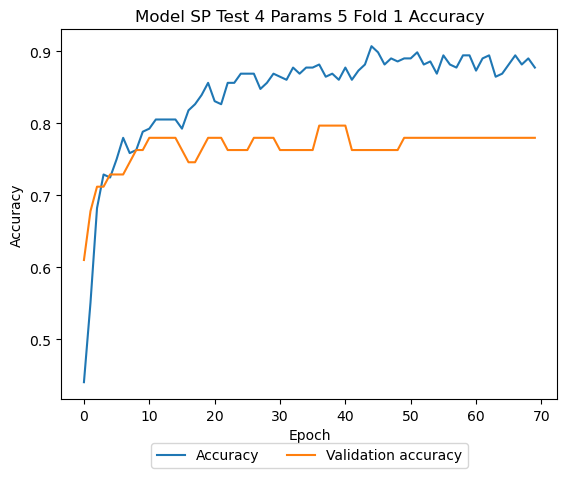 Model SP Test 4 Params 5 Fold 1 Accuracy
0.9
0.8
0.7
0.6
0.5
Accuracy
0 10 20 30 40 50 60 70
Epoch
Accuracy Validation accuracy